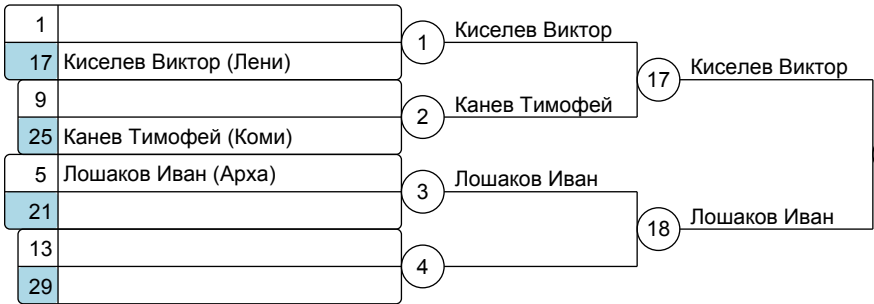 1
17 Киселев Виктор (Лени)
1
Киселев Виктор
9
25 Канев Тимофей (Коми)
2
Канев Тимофей
17
Киселев Виктор
5 Лошаков Иван (Арха)
21
3
Лошаков Иван
13
29
4
18
Лошаков Иван